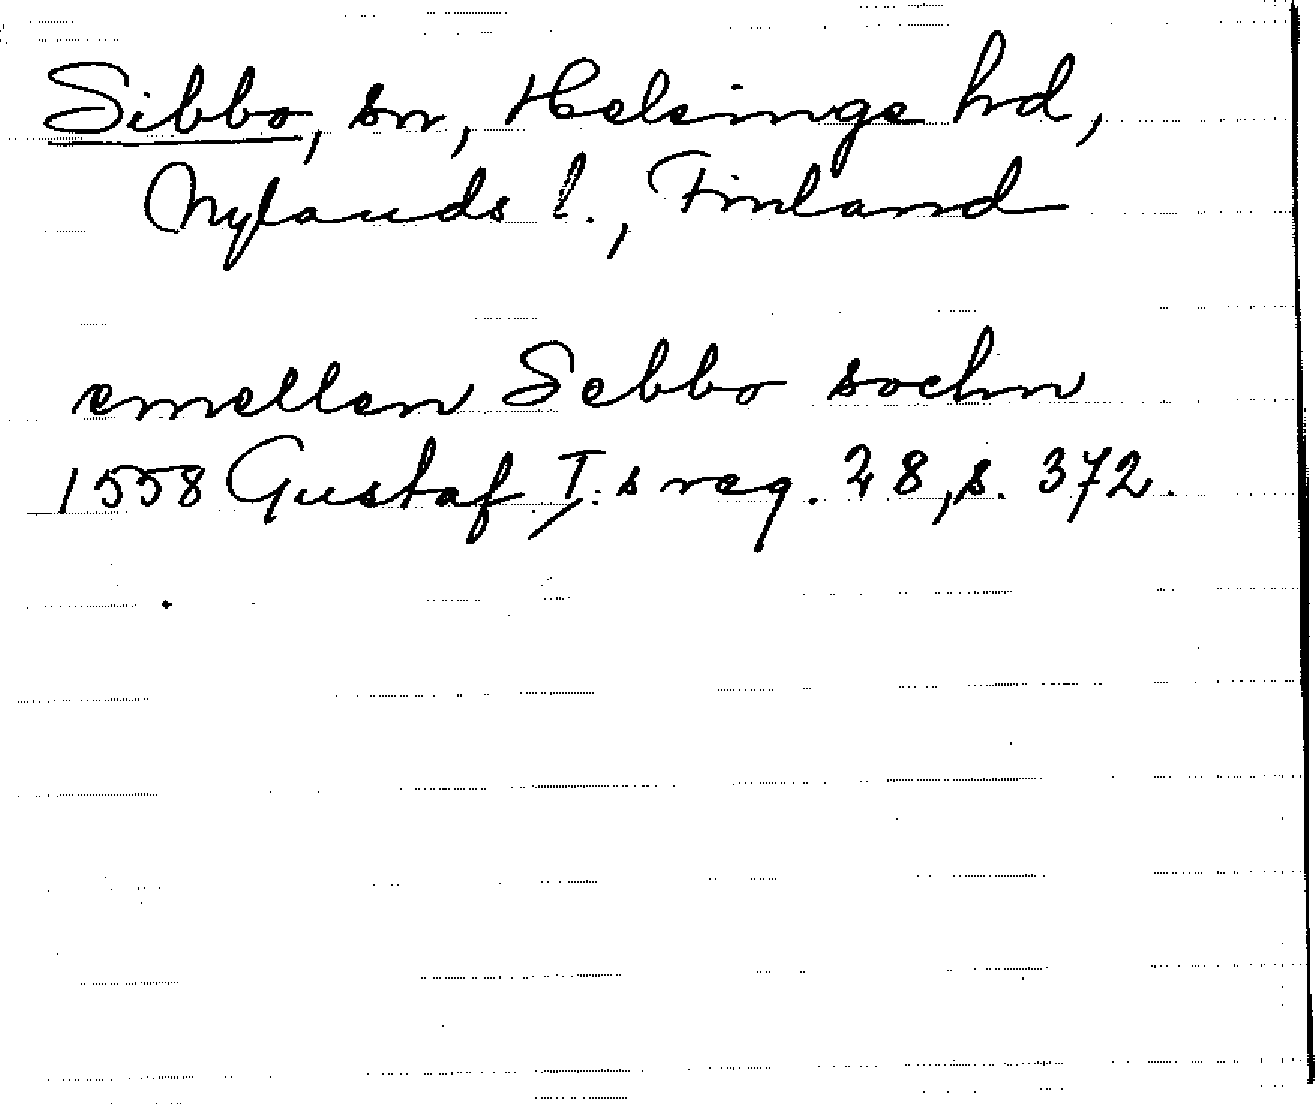 Sibbo, sn, Helsinge hd,
Nylands l., Finland
emellen Sebbo sochn
1558 Gustaf I:s reg. 28, s. 372.